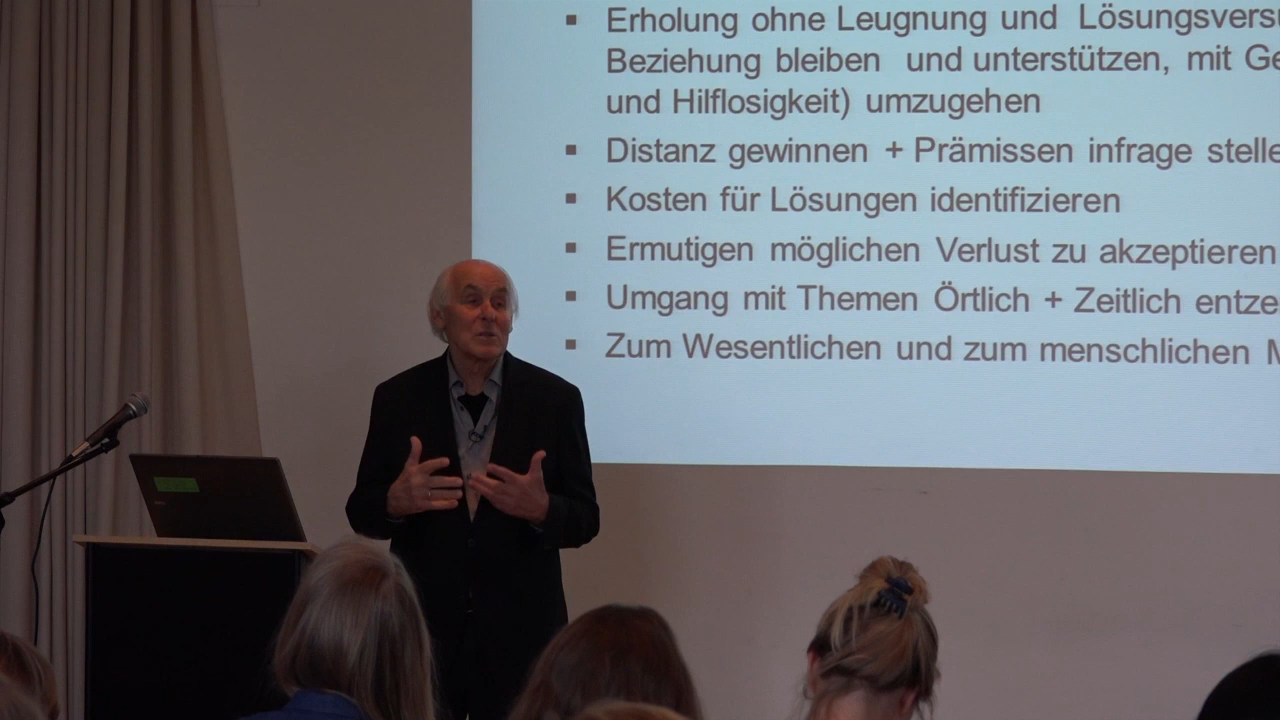 ▪ Erholung ohne Leugnung und Lösungsversu
Beziehung bleiben und unterstützen, mit Ge
und Hilflosigkeit) umzugehen
▪ Distanz gewinnen + Prämissen infrage stelle
▪ Kosten für Lösungen identifizieren
▪ Ermutigen möglichen Verlust zu akzeptieren
▪ Umgang mit Themen Örtlich + Zeitlich entze
▪ Zum Wesentlichen und zum menschlichen M